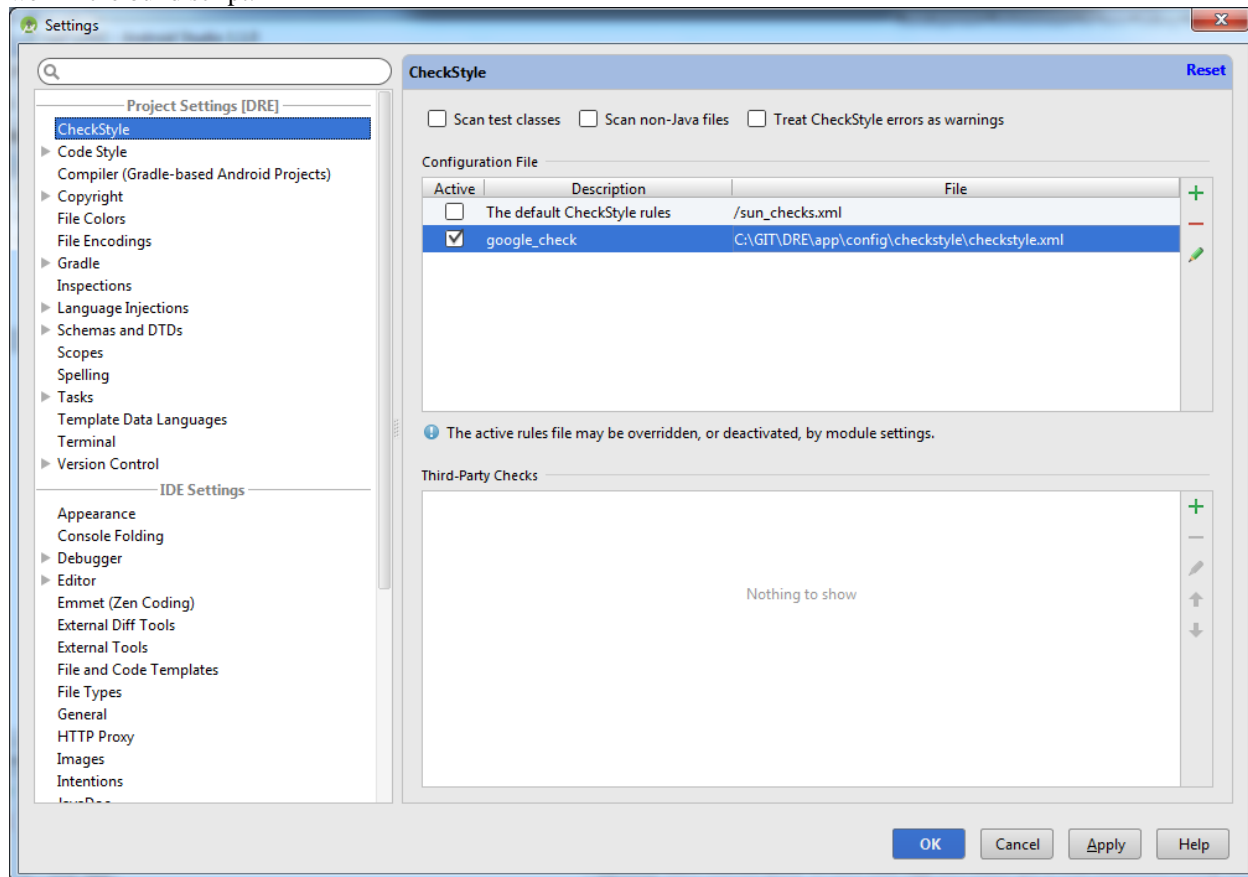 Settings
CheckStyle
Reset
Project Settings [DRE]
CheckStyle
Code Style
Compiler (Gradle-based Android Projects)
Copyright
File Colors
File Encodings
Gradle
Inspections
Language Injections
Schemas and DTDs
Scopes
Spelling
Tasks
Template Data Languages
Terminal
Version Control
IDE Settings
Appearance
Console Folding
Debugger
Editor
Emmet (Zen Coding)
External Diff Tools
External Tools
File and Code Templates
File Types
General
HTTP Proxy
Images
Intentions
Scan test classes Scan non-Java files Treat CheckStyle errors as warnings
Configuration File
Active Description File
The default CheckStyle rules /sun_checks.xml
google_check C:\GIT\DRE\app\config\checkstyle\checkstyle.xml
The active rules file may be overridden, or deactivated, by module settings.
Third-Party Checks
Nothing to show
OK Cancel Apply Help